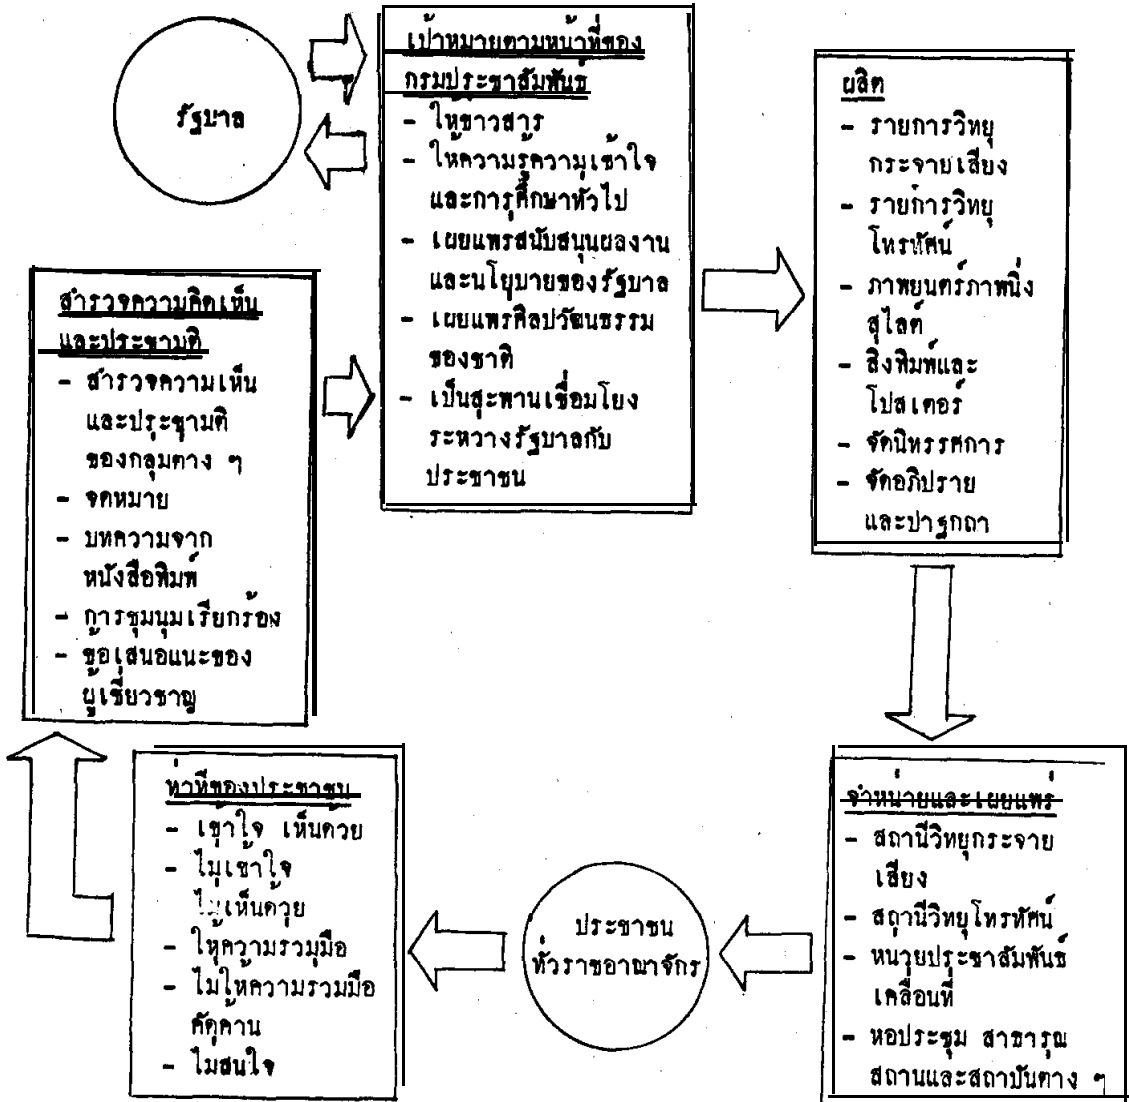 รัฐบาล
เป้าหมายตามหน้าที่ของ
กรมประชาสัมพันธ์
- ให้ข่าวสาร
- ให้ความรู้ความเข้าใจ
และการศึกษาทั่วไป
- เผยแพร่สนับสนุนผลงาน
และนโยบายของรัฐบาล
- เผยแพร่ศิลปวัฒนธรรม
ของชาติ
- เป็นสะพานเชื่อมโยง
ระหว่างรัฐบาลกับ
ประชาชน
ผลิต
- รายการวิทยุ
กระจายเสียง
- รายการวิทยุ
โทรทัศน์
- ภาพยนตร์ภาพนิ่ง
สไลด์
- สิ่งพิมพ์และ
โปสเตอร์
- จัดนิทรรศการ
- จัดอภิปราย
และปาฐกถา
จำหน่ายและเผยแพร่
- สถานีวิทยุกระจาย
เสียง
- สถานีวิทยุโทรทัศน์
- หน่วยประชาสัมพันธ์
เคลื่อนที่
- หอประชุม สาธารณ
สถานและสถาบันต่าง ๆ
ประชาชน
ทั่วราชอาณาจักร
ท่าทีของประชาชน
- เข้าใจ เห็นด้วย
- ไม่เข้าใจ
ไม่เห็นด้วย
- ให้ความร่วมมือ
- ไม่ให้ความร่วมมือ
คัดค้าน
- ไม่สนใจ
สำรวจความคิดเห็น
และประชามติ
- สำรวจความเห็น
และประชามติ
ของกลุ่มต่าง ๆ
- จดหมาย
- บทความจาก
หนังสือพิมพ์
- การชุมนุมเรียกร้อง
- ข้อเสนอแนะของ
ผู้เชี่ยวชาญ